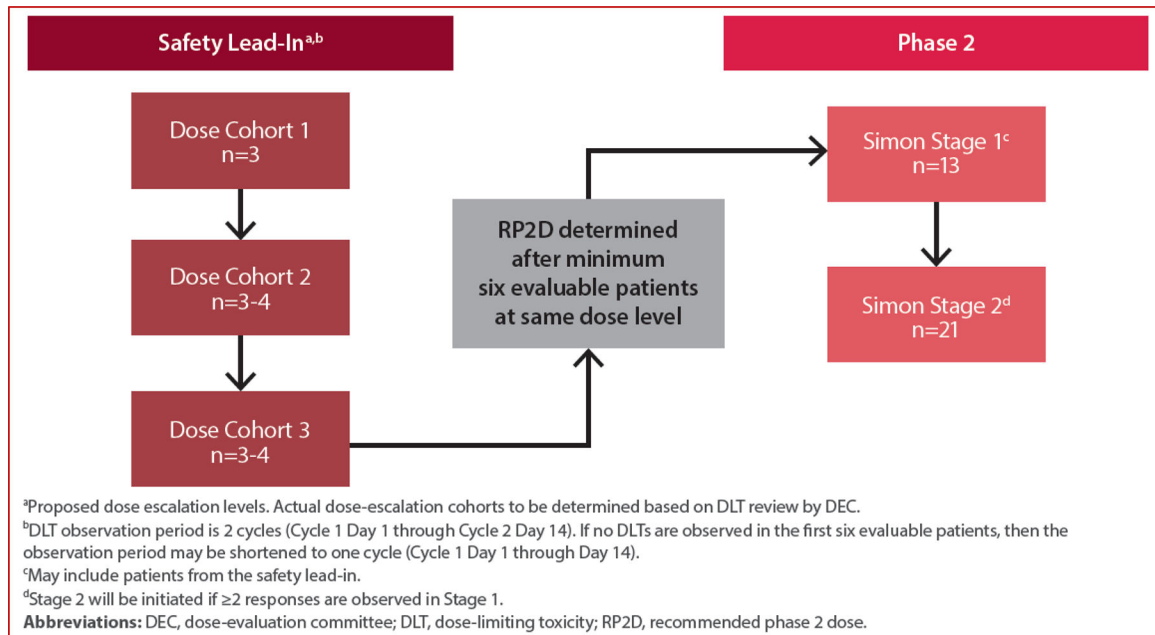 Safety Lead-Inᵃ,ᵇ
Phase 2
Dose Cohort 1
n=3
Dose Cohort 2
n=3-4
Dose Cohort 3
n=3-4
RP2D determined
after minimum
six evaluable patients
at same dose level
Simon Stage 1ᶜ
n=13
Simon Stage 2ᵈ
n=21
ᵃProposed dose escalation levels. Actual dose-escalation cohorts to be determined based on DLT review by DEC.
ᵇDLT observation period is 2 cycles (Cycle 1 Day 1 through Cycle 2 Day 14). If no DLTs are observed in the first six evaluable patients, then the
observation period may be shortened to one cycle (Cycle 1 Day 1 through Day 14).
ᶜMay include patients from the safety lead-in.
ᵈStage 2 will be initiated if ≥2 responses are observed in Stage 1.
Abbreviations: DEC, dose-evaluation committee; DLT, dose-limiting toxicity; RP2D, recommended phase 2 dose.